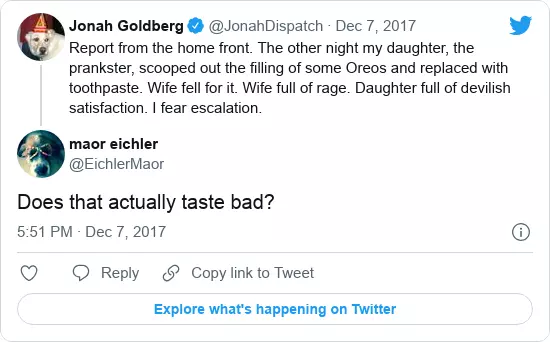 Jonah Goldberg @JonahDispatch · Dec 7, 2017
Report from the home front. The other night my daughter, the
prankster, scooped out the filling of some Oreos and replaced with
toothpaste. Wife fell for it. Wife full of rage. Daughter full of devilish
satisfaction. I fear escalation.
maor eichler
@EichlerMaor
Does that actually taste bad?
5:51 PM · Dec 7, 2017
Reply Copy link to Tweet
Explore what's happening on Twitter